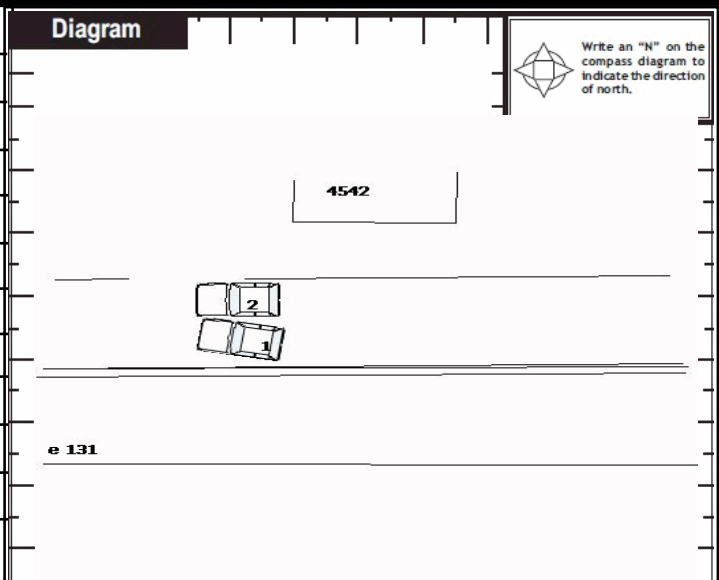 Diagram
Write an "N" on the
compass diagram to
indicate the direction
of north.
4542
2
1
e 131